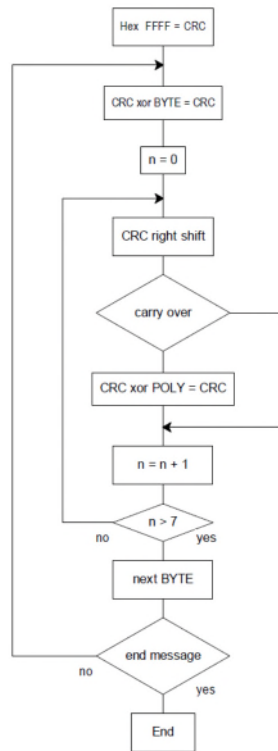 Hex FFFF = CRC
CRC xor BYTE = CRC
n = 0
CRC right shift
carry over
CRC xor POLY = CRC
n = n + 1
n > 7
no
yes
next BYTE
end message
no
yes
End